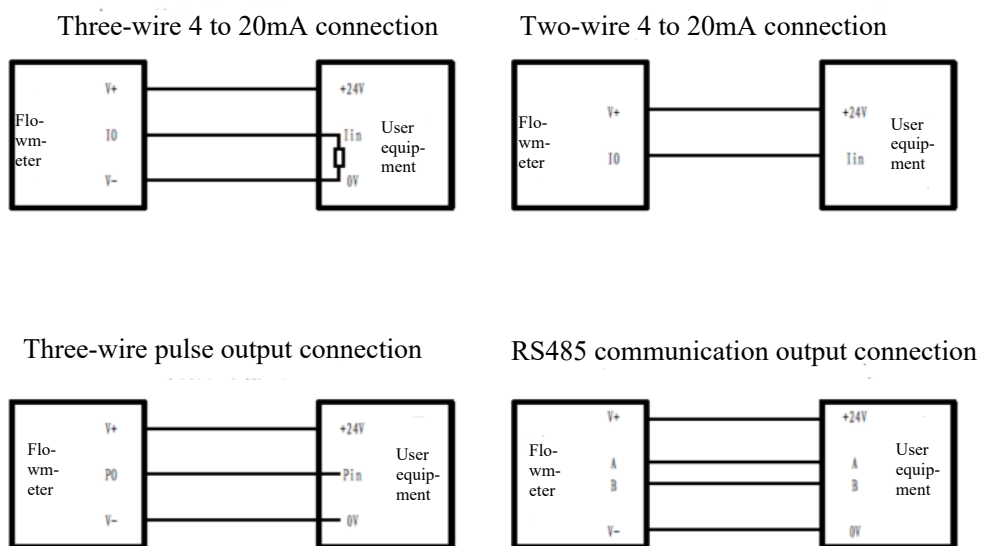 Three-wire 4 to 20mA connection
V+
+24V
Flo-
wm-
eter
IO
Iin
User
equip-
ment
V-
0V
Two-wire 4 to 20mA connection
V+
+24V
Flo-
wm-
eter
IO
Iin
User
equip-
ment
Three-wire pulse output connection
V+
+24V
Flo-
wm-
eter
PO
Pin
User
equip-
ment
V-
0V
RS485 communication output connection
V+
+24V
Flo-
wm-
eter
A
B
A
B
User
equip-
ment
V-
0V